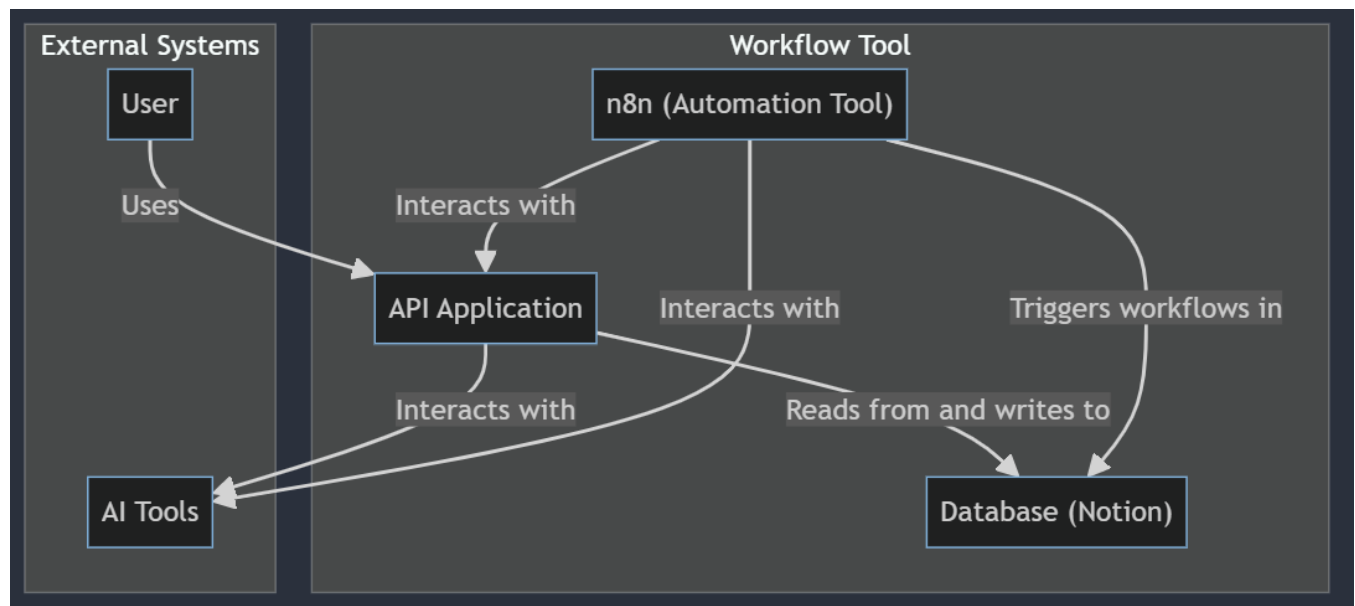 External Systems
Workflow Tool
User
n8n (Automation Tool)
Uses
Interacts with
API Application
Interacts with
Triggers workflows in
Interacts with
Reads from and writes to
AI Tools
Database (Notion)